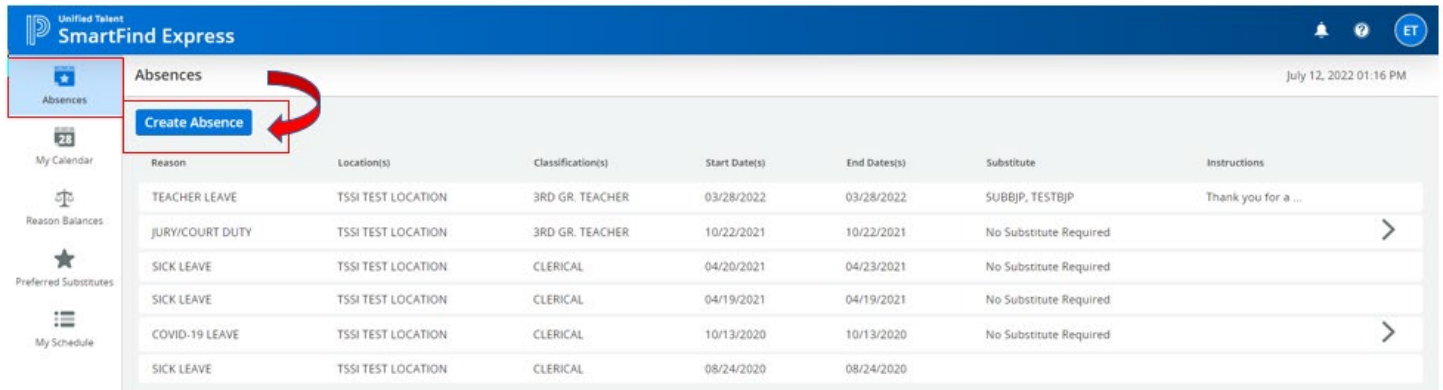 Unified Talent
SmartFind Express
ET
Absences
My Calendar
28
Reason Balances
Preferred Substitutes
My Schedule
Absences July 12, 2022 01:16 PM
Create Absence
Reason Location(s) Classification(s) Start Date(s) End Dates(s) Substitute Instructions
TEACHER LEAVE TSSI TEST LOCATION 3RD GR. TEACHER 03/28/2022 03/28/2022 SUBBJP, TESTBJP Thank you for a ...
JURY/COURT DUTY TSSI TEST LOCATION 3RD GR. TEACHER 10/22/2021 10/22/2021 No Substitute Required
SICK LEAVE TSSI TEST LOCATION CLERICAL 04/20/2021 04/23/2021 No Substitute Required
SICK LEAVE TSSI TEST LOCATION CLERICAL 04/19/2021 04/19/2021 No Substitute Required
COVID-19 LEAVE TSSI TEST LOCATION CLERICAL 10/13/2020 10/13/2020 No Substitute Required
SICK LEAVE TSSI TEST LOCATION CLERICAL 08/24/2020 08/24/2020